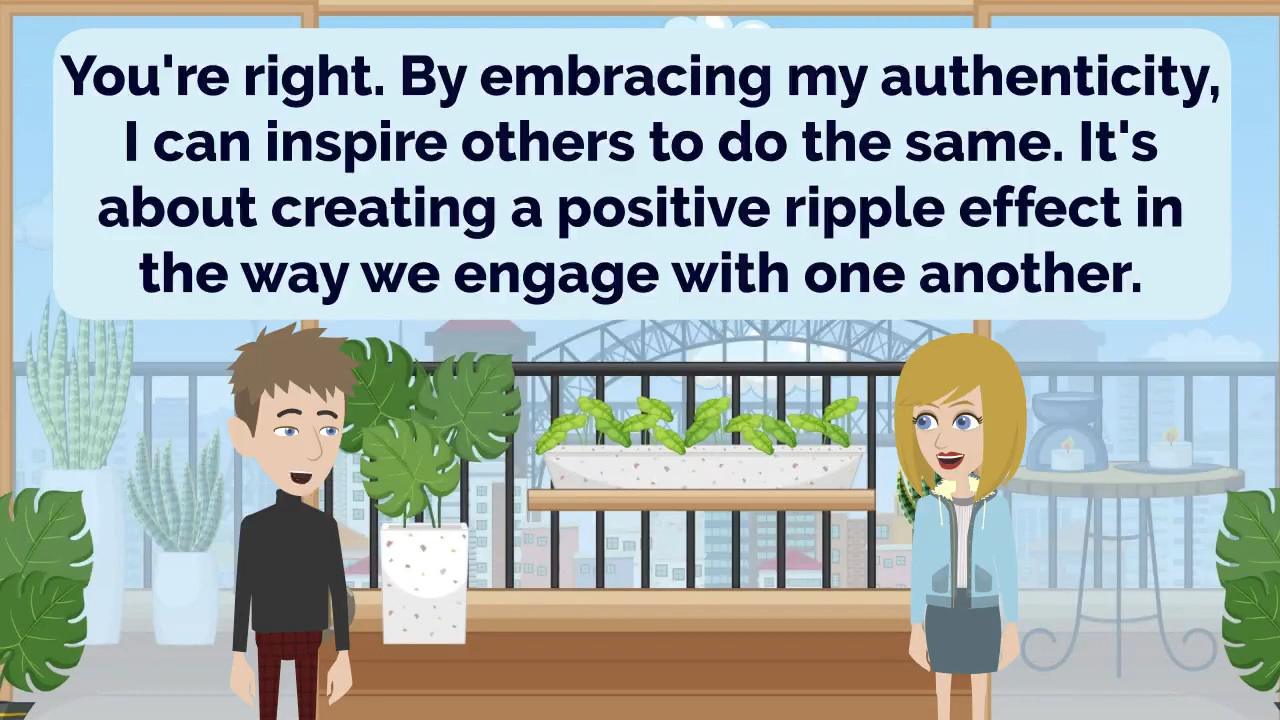 You're right. By embracing my authenticity,
I can inspire others to do the same. It's
about creating a positive ripple effect in
the way we engage with one another.